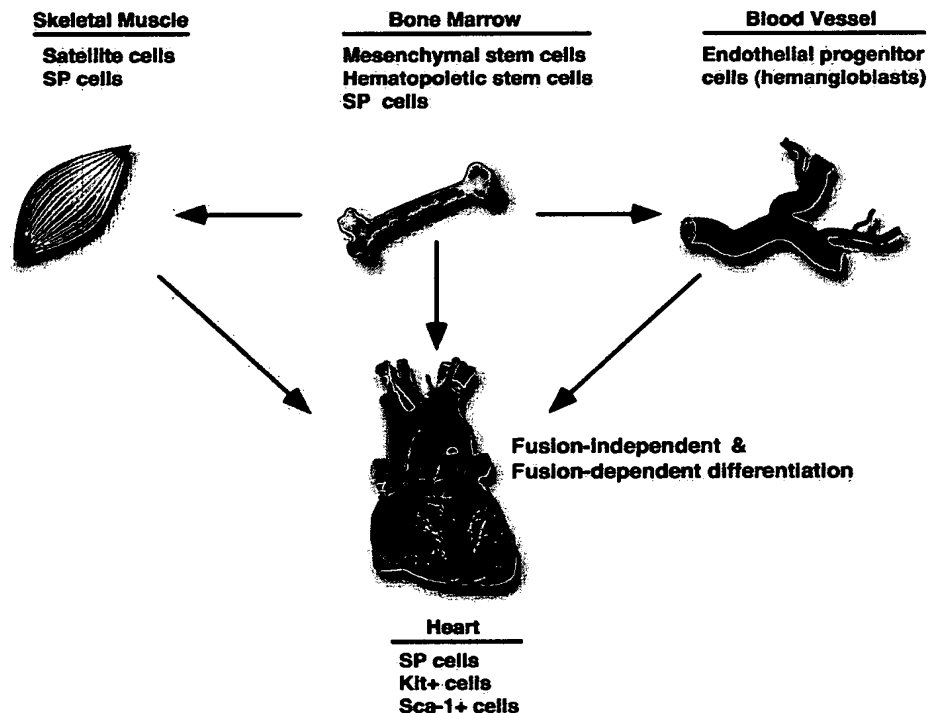 Skeletal Muscle
Satellite cells
SP cells
Bone Marrow
Mesenchymal stem cells
Hematopoietic stem cells
SP cells
Blood Vessel
Endothelial progenitor
cells (hemangloblasts)
Fusion-independent &
Fusion-dependent differentiation
Heart
SP cells
Kit+ cells
Sca-1+ cells